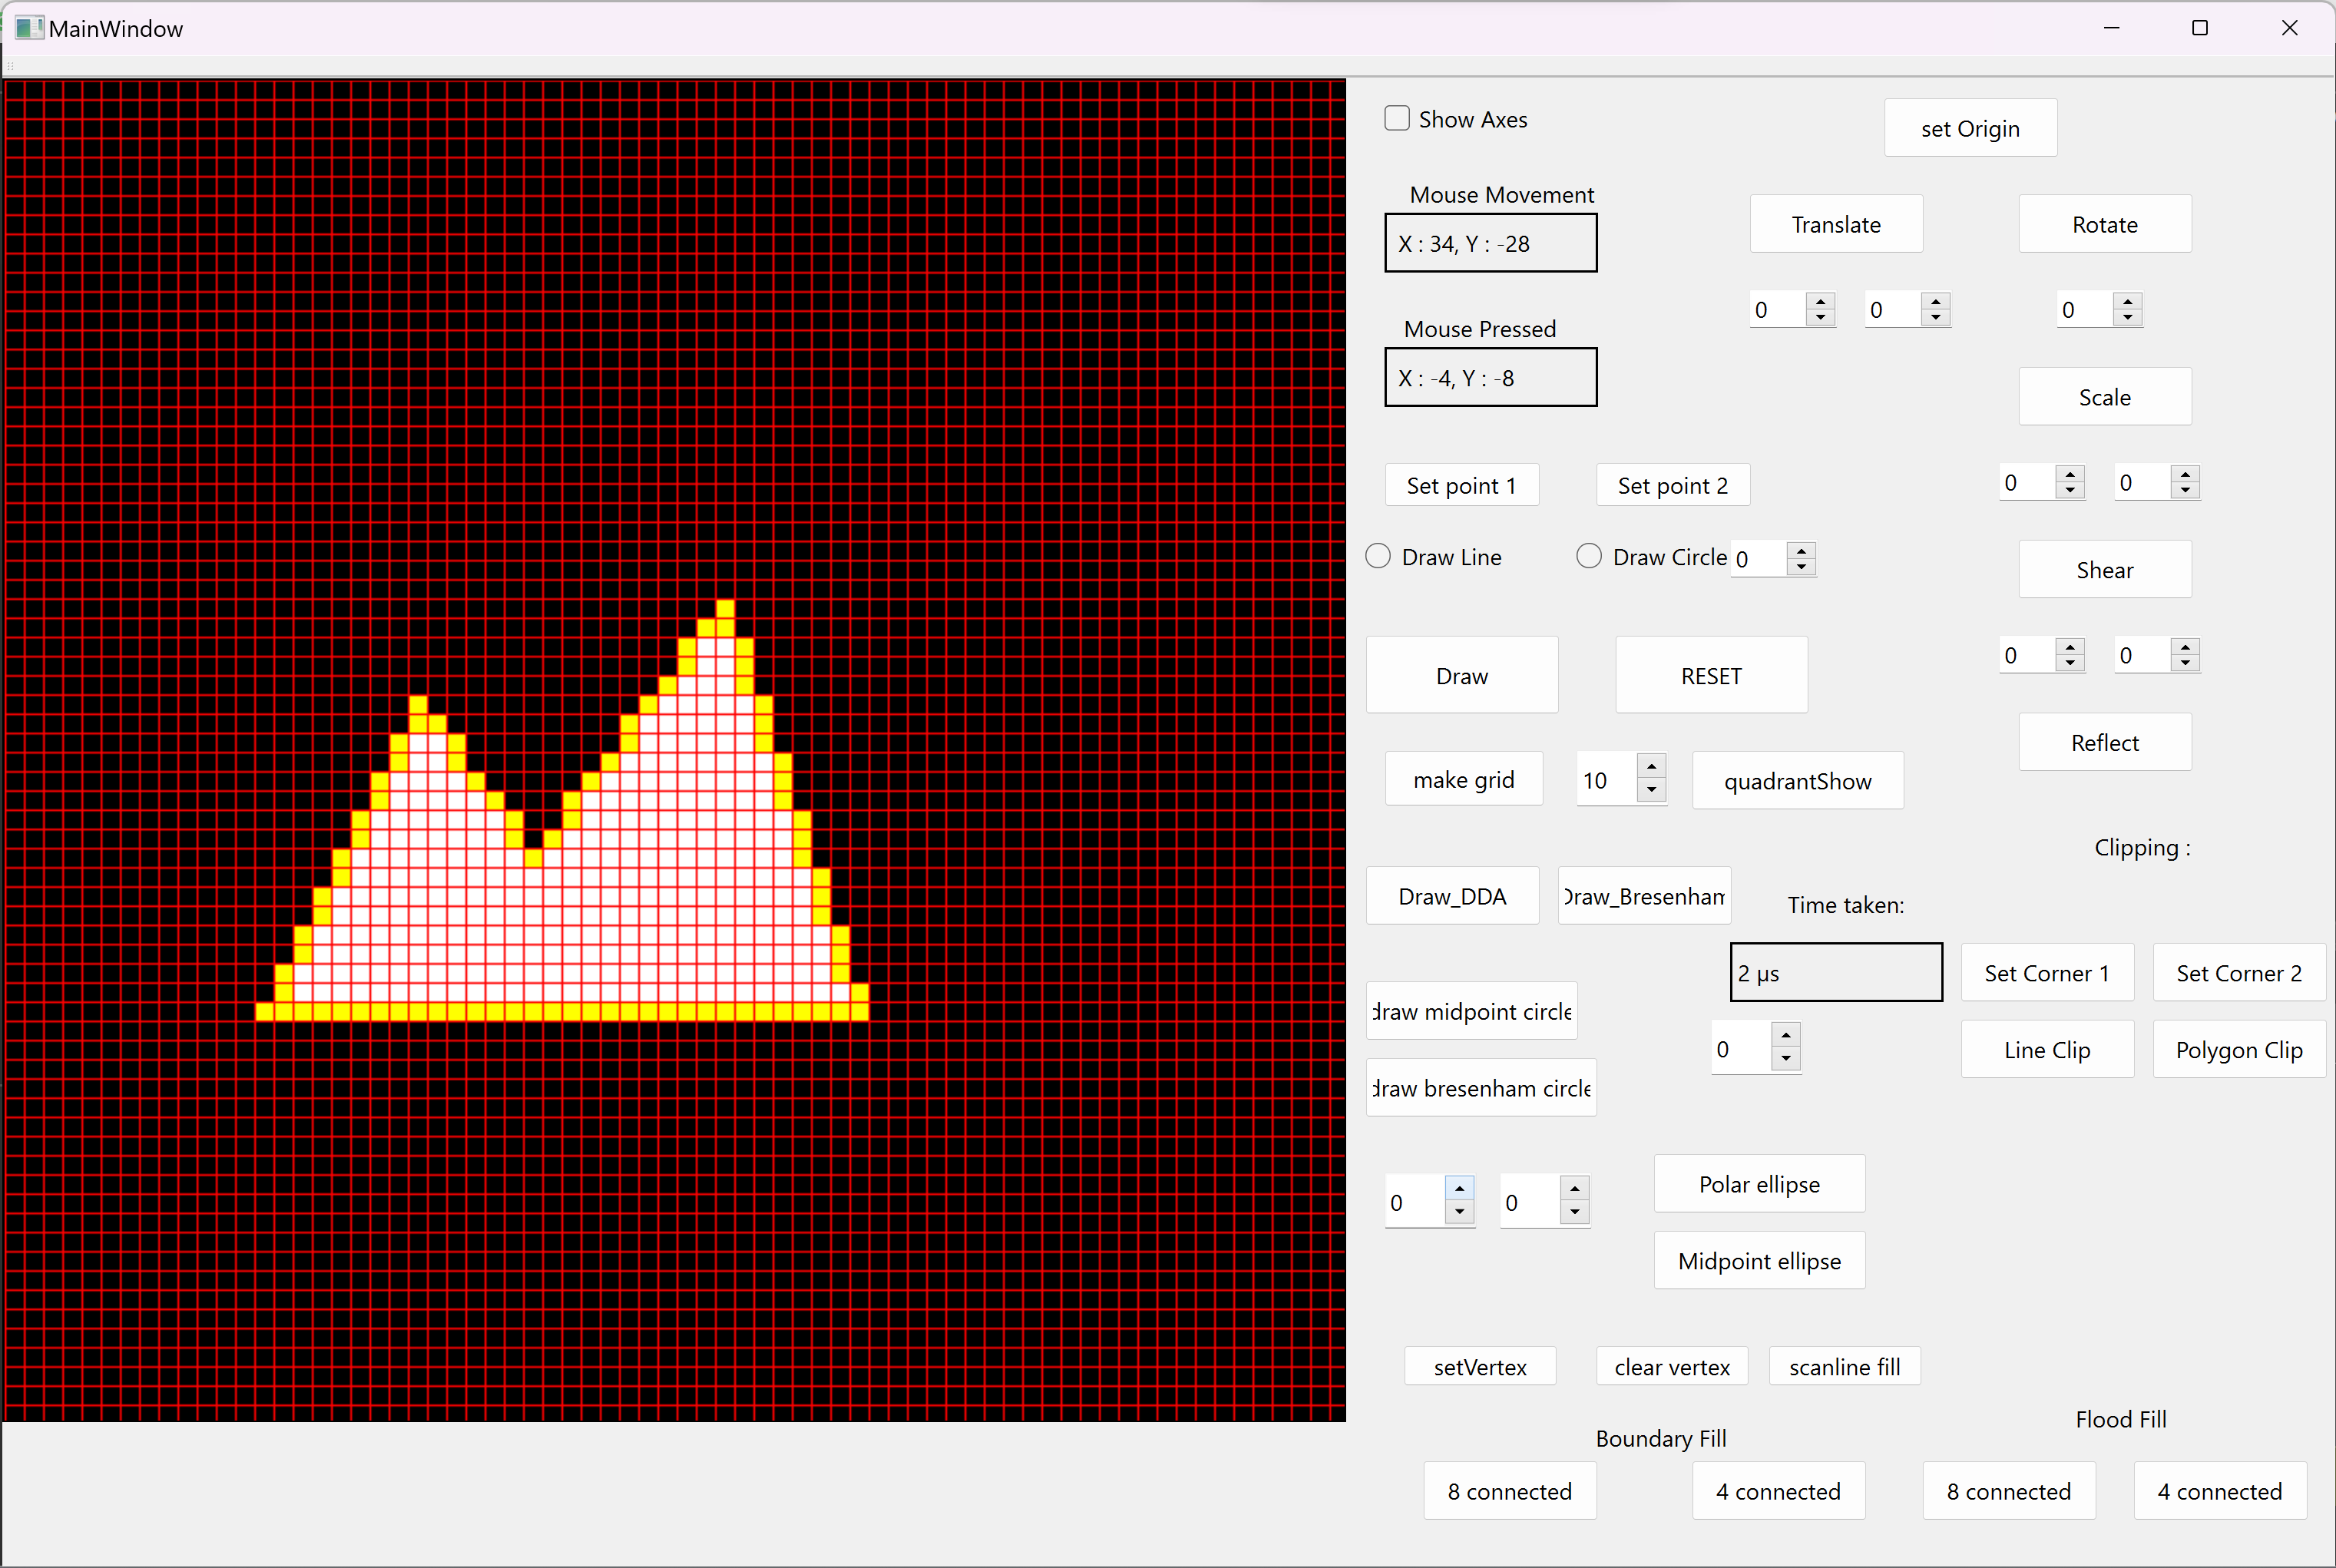 MainWindow
Show Axes
set Origin
Mouse Movement
X : 34, Y : -28
Translate
Rotate
0
0
0
Mouse Pressed
X : -4, Y : -8
Scale
Set point 1
Set point 2
0
0
Draw Line
Draw Circle
0
Shear
0
0
Draw
RESET
Reflect
make grid
10
quadrantShow
Clipping :
Draw_DDA
Draw_Bresenham
Time taken:
2 µs
Set Corner 1
Set Corner 2
draw midpoint circle
0
Line Clip
Polygon Clip
draw bresenham circle
0
0
Polar ellipse
Midpoint ellipse
setVertex
clear vertex
scanline fill
Flood Fill
Boundary Fill
8 connected
4 connected
8 connected
4 connected